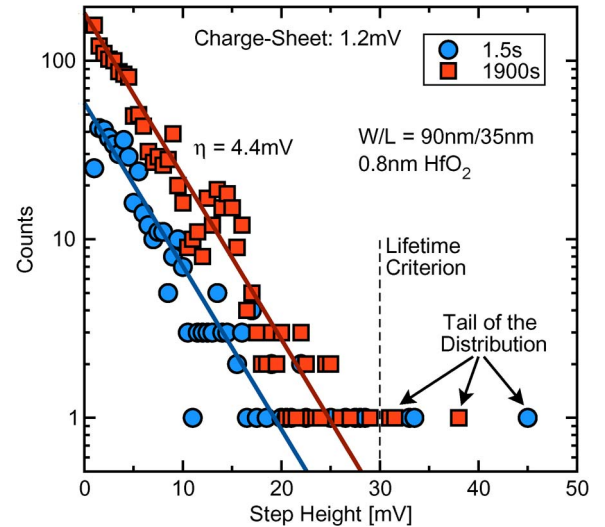 Charge-Sheet: 1.2mV
1.5s
1900s
η = 4.4mV
W/L = 90nm/35nm
0.8nm HfO₂
Lifetime
Criterion
Tail of the
Distribution
Counts
100
10
1
0
10
20
30
40
50
Step Height [mV]